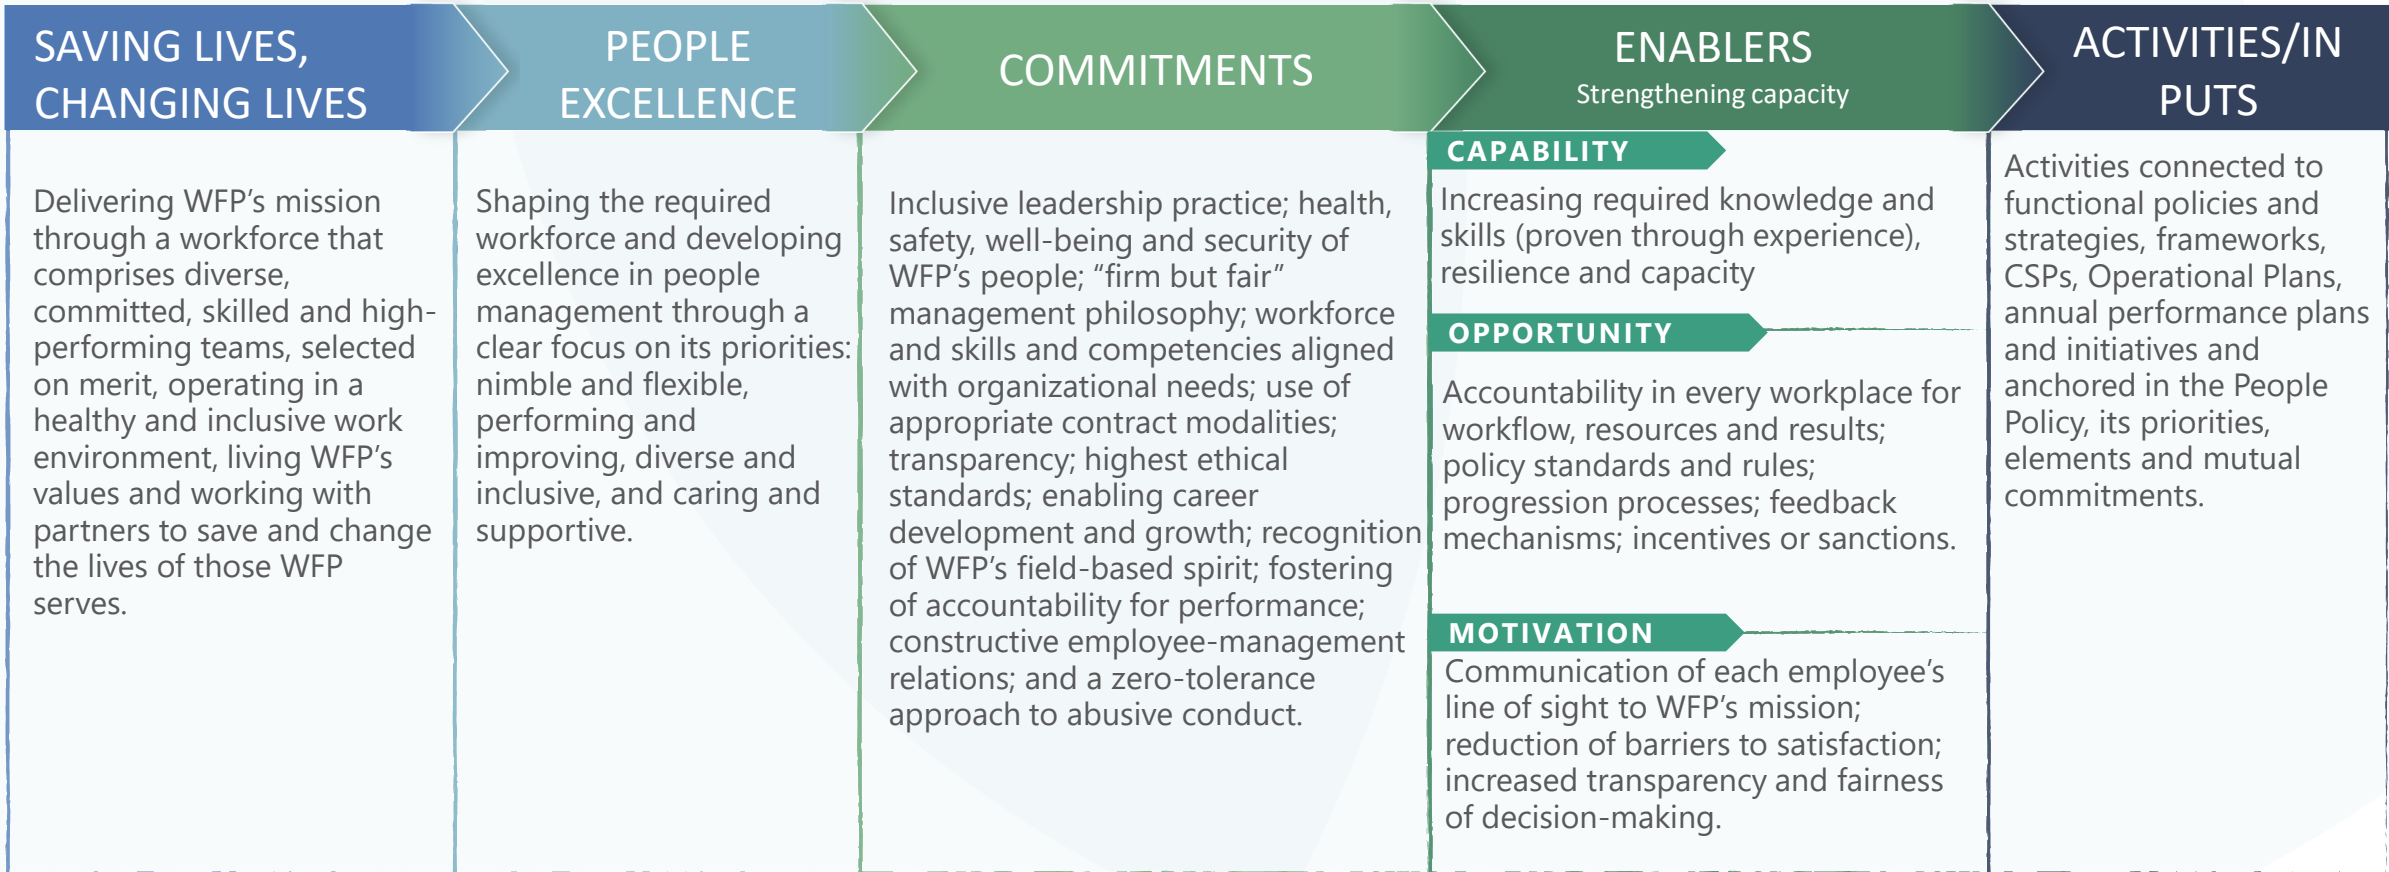 SAVING LIVES,
CHANGING LIVES
Delivering WFP’s mission
through a workforce that
comprises diverse,
committed, skilled and high-
performing teams, selected
on merit, operating in a
healthy and inclusive work
environment, living WFP’s
values and working with
partners to save and change
the lives of those WFP
serves.
PEOPLE
EXCELLENCE
Shaping the required
workforce and developing
excellence in people
management through a
clear focus on its priorities:
nimble and flexible,
performing and
improving, diverse and
inclusive, and caring and
supportive.
COMMITMENTS
Inclusive leadership practice; health,
safety, well-being and security of
WFP’s people; “firm but fair”
management philosophy; workforce
and skills and competencies aligned
with organizational needs; use of
appropriate contract modalities;
transparency; highest ethical
standards; enabling career
development and growth; recognition
of WFP’s field-based spirit; fostering
of accountability for performance;
constructive employee-management
relations; and a zero-tolerance
approach to abusive conduct.
ENABLERS
Strengthening capacity
CAPABILITY
Increasing required knowledge and
skills (proven through experience),
resilience and capacity
OPPORTUNITY
Accountability in every workplace for
workflow, resources and results;
policy standards and rules;
progression processes; feedback
mechanisms; incentives or sanctions.
MOTIVATION
Communication of each employee’s
line of sight to WFP’s mission;
reduction of barriers to satisfaction;
increased transparency and fairness
of decision-making.
ACTIVITIES/IN
PUTS
Activities connected to
functional policies and
strategies, frameworks,
CSPs, Operational Plans,
annual performance plans
and initiatives and
anchored in the People
Policy, its priorities,
elements and mutual
commitments.